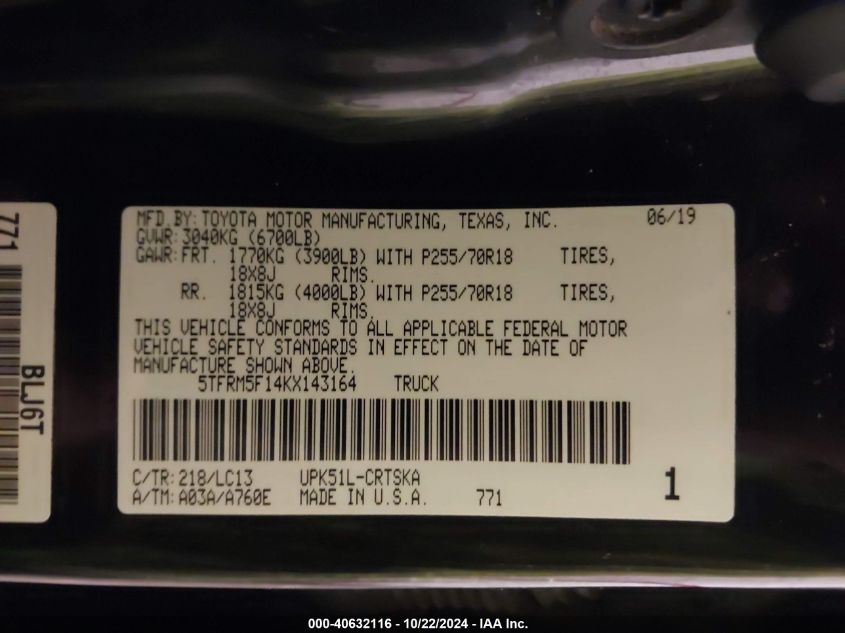 MFD.BY:TOYOTA MOTOR MANUFACTURING, TEXAS, INC. 06/19
GVWR:3040KG (6700LB)
GAWR:FRT. 1770KG (3900LB) WITH P255/70R18 TIRES,
18X8J RIMS.
RR. 1815KG (4000LB) WITH P255/70R18 TIRES,
18X8J RIMS.
THIS VEHICLE CONFORMS TO ALL APPLICABLE FEDERAL MOTOR
VEHICLE SAFETY STANDARDS IN EFFECT ON THE DATE OF
MANUFACTURE SHOWN ABOVE.
5TFRM5F14KX143164 TRUCK
C/TR:218/LC13 UPK51L-CRTSKA
A/TM:A03A/A760E MADE IN U.S.A. 771
1
771
BLJ6T
000-40632116 - 10/22/2024 - IAA Inc.